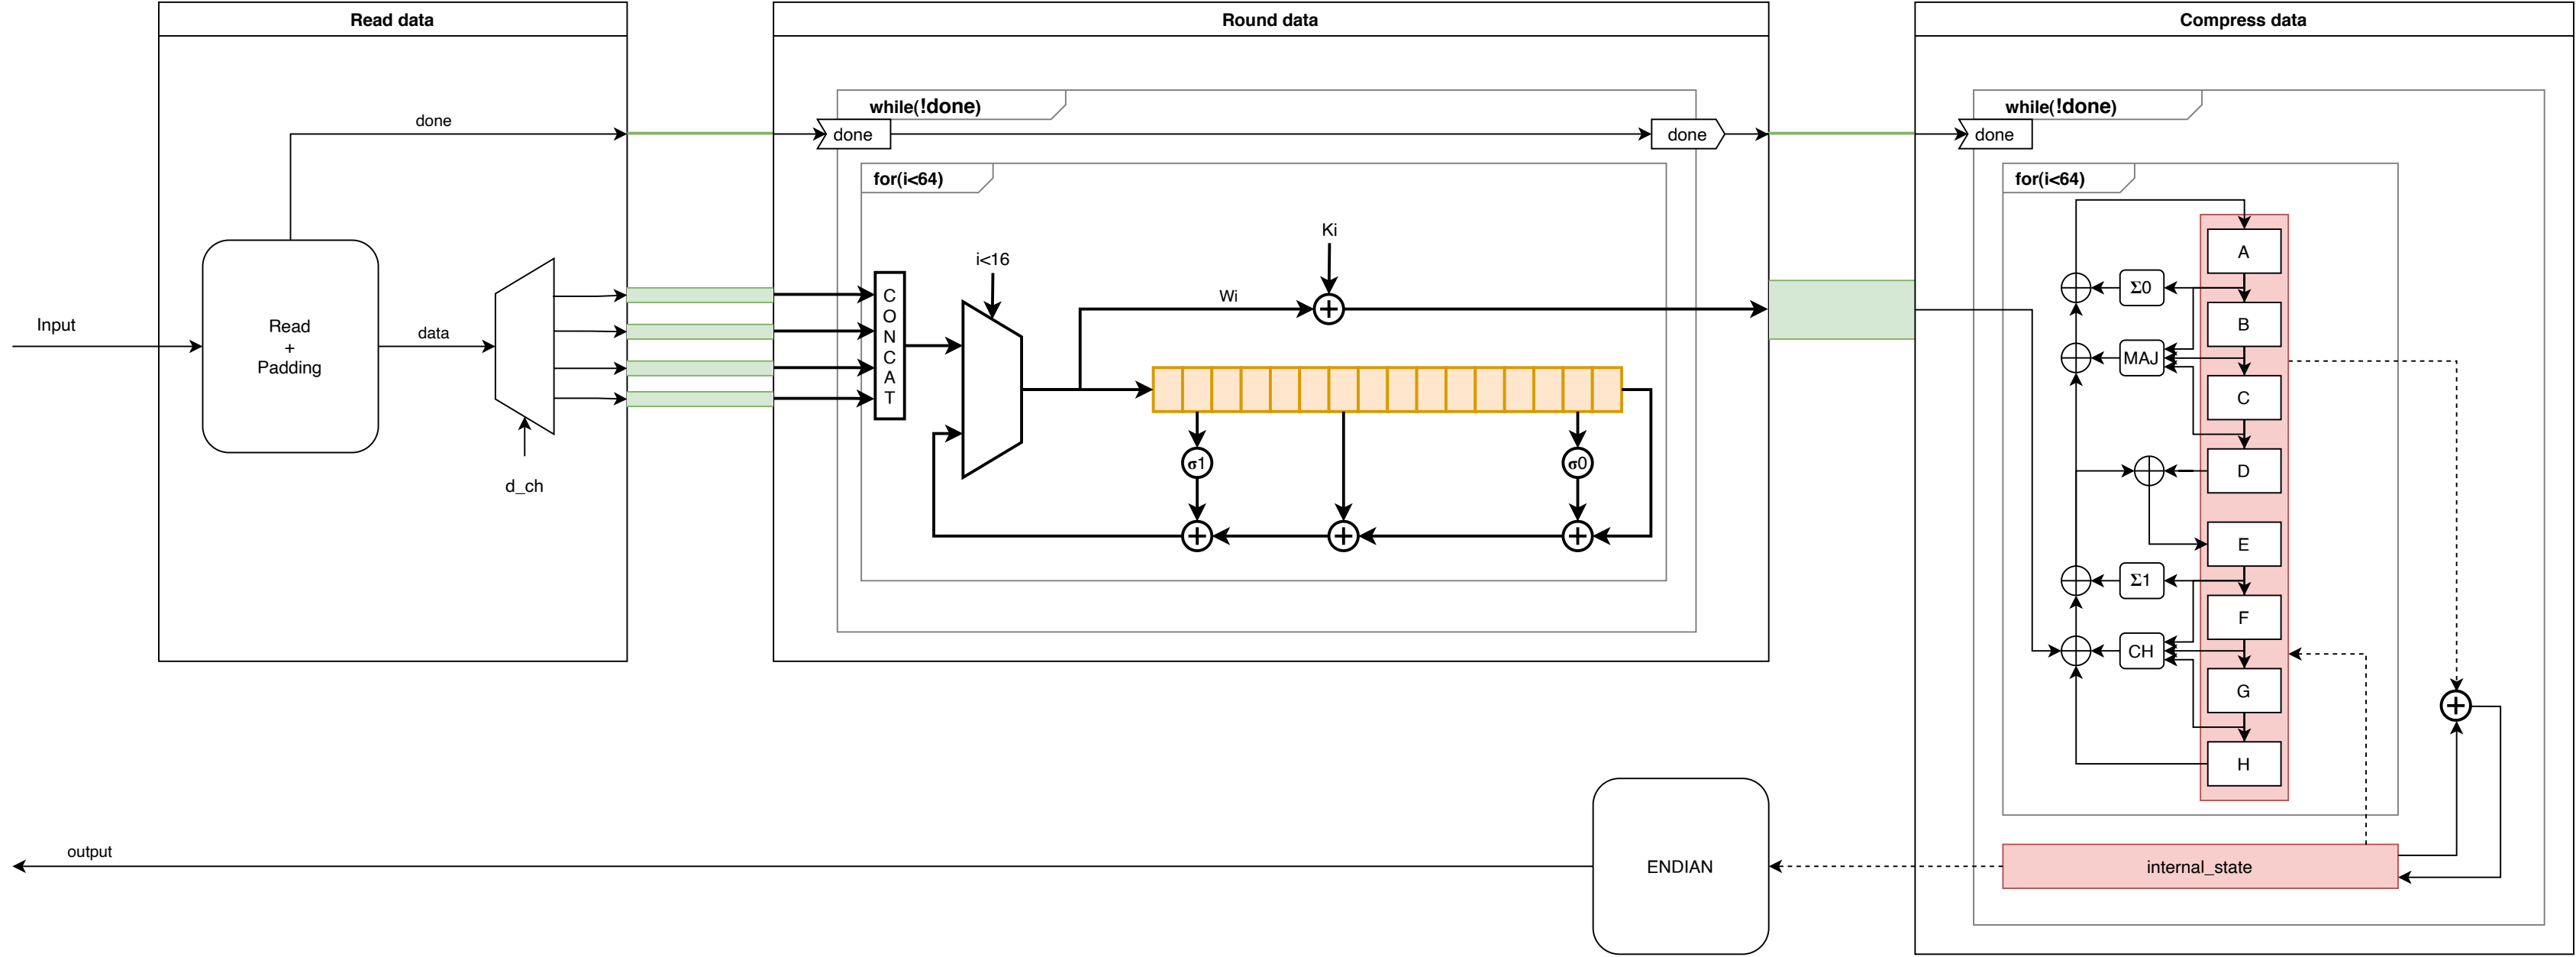 Read data
done
Input
Read
+
Padding
data
d_ch
Round data
while(!done)
done
done
for(i<64)
C
O
N
C
A
T
i<16
Ki
Wi
σ1
σ0
Compress data
while(!done)
done
for(i<64)
A
Σ0
B
MAJ
C
D
E
Σ1
F
CH
G
H
internal_state
ENDIAN
output